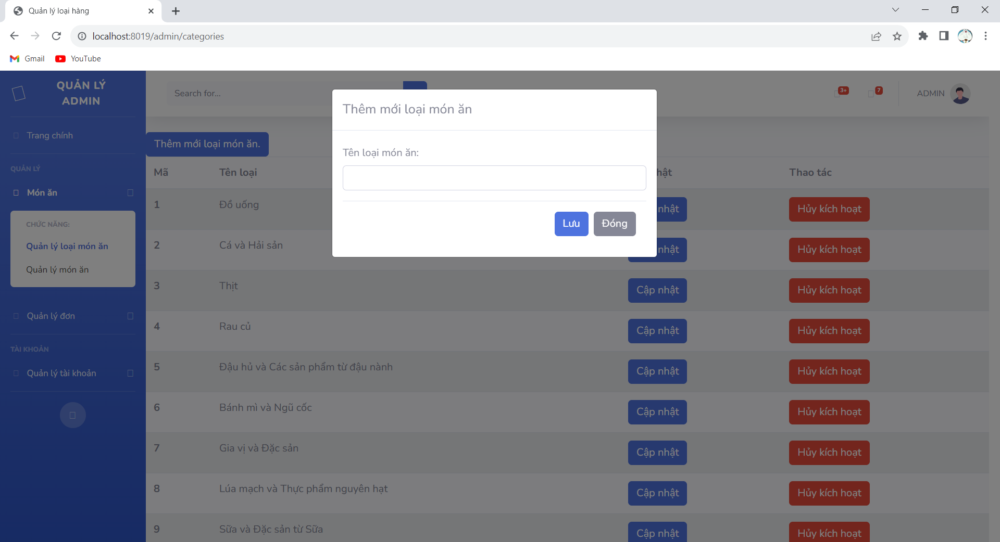 Quản lý loại hàng
localhost:8019/admin/categories
Gmail
YouTube
QUẢN LÝ
ADMIN
Trang chính
QUẢN LÝ
Món ăn
CHỨC NĂNG:
Quản lý loại món ăn
Quản lý món ăn
Quản lý đơn
TÀI KHOẢN
Quản lý tài khoản
Search for...
3+
7
ADMIN
Thêm mới loại món ăn.
Mã Tên loại Thao tác
1 Đồ uống Hủy kích hoạt
2 Cá và Hải sản Hủy kích hoạt
3 Thịt Cập nhật Hủy kích hoạt
4 Rau củ Cập nhật Hủy kích hoạt
5 Đậu hủ và Các sản phẩm từ đậu nành Cập nhật Hủy kích hoạt
6 Bánh mì và Ngũ cốc Cập nhật Hủy kích hoạt
7 Gia vị và Đặc sản Cập nhật Hủy kích hoạt
8 Lúa mạch và Thực phẩm nguyên hạt Cập nhật Hủy kích hoạt
9 Sữa và Đặc sản từ Sữa Cập nhật Hủy kích hoạt
Thêm mới loại món ăn
Tên loại món ăn:
Lưu Đóng